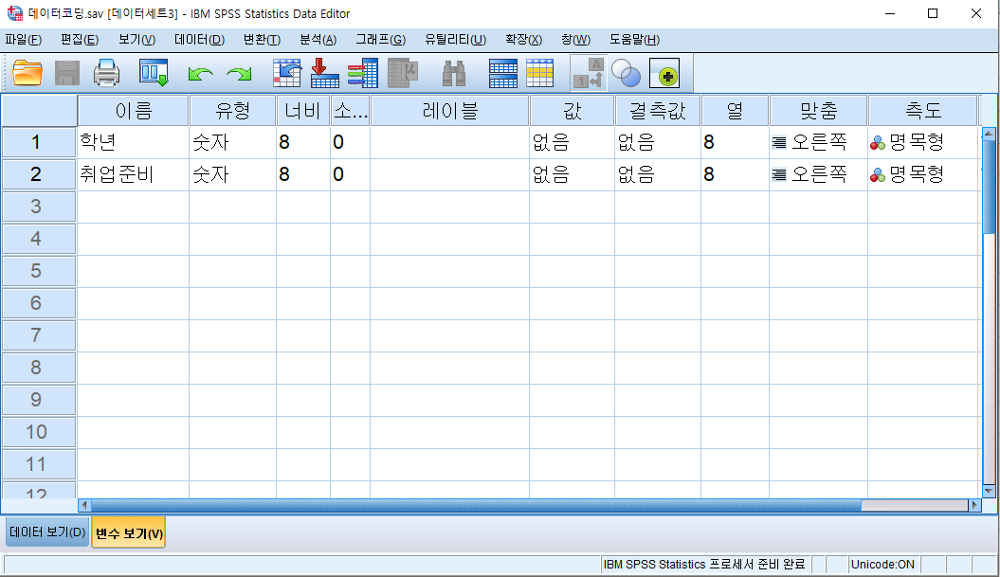 데이터코딩.sav [데이터세트3] - IBM SPSS Statistics Data Editor
파일(F) 편집(E) 보기(V) 데이터(D) 변환(T) 분석(A) 그래프(G) 유틸리티(U) 확장(X) 창(W) 도움말(H)
이름 유형 너비 소... 레이블 값 결측값 열 맞춤 측도
1 학년 숫자 8 0 없음 없음 8 오른쪽 명목형
2 취업준비 숫자 8 0 없음 없음 8 오른쪽 명목형
3
4
5
6
7
8
9
10
11
12
데이터 보기(D) 변수 보기(V)
IBM SPSS Statistics 프로세서 준비 완료 Unicode:ON